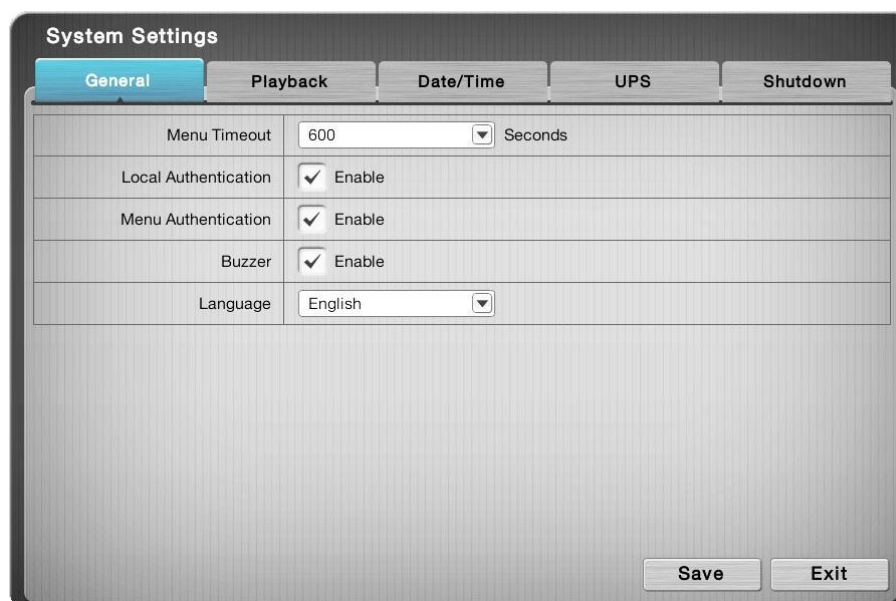 System Settings
General Playback Date/Time UPS Shutdown
Menu Timeout 600 Seconds
Local Authentication Enable
Menu Authentication Enable
Buzzer Enable
Language English
Save Exit